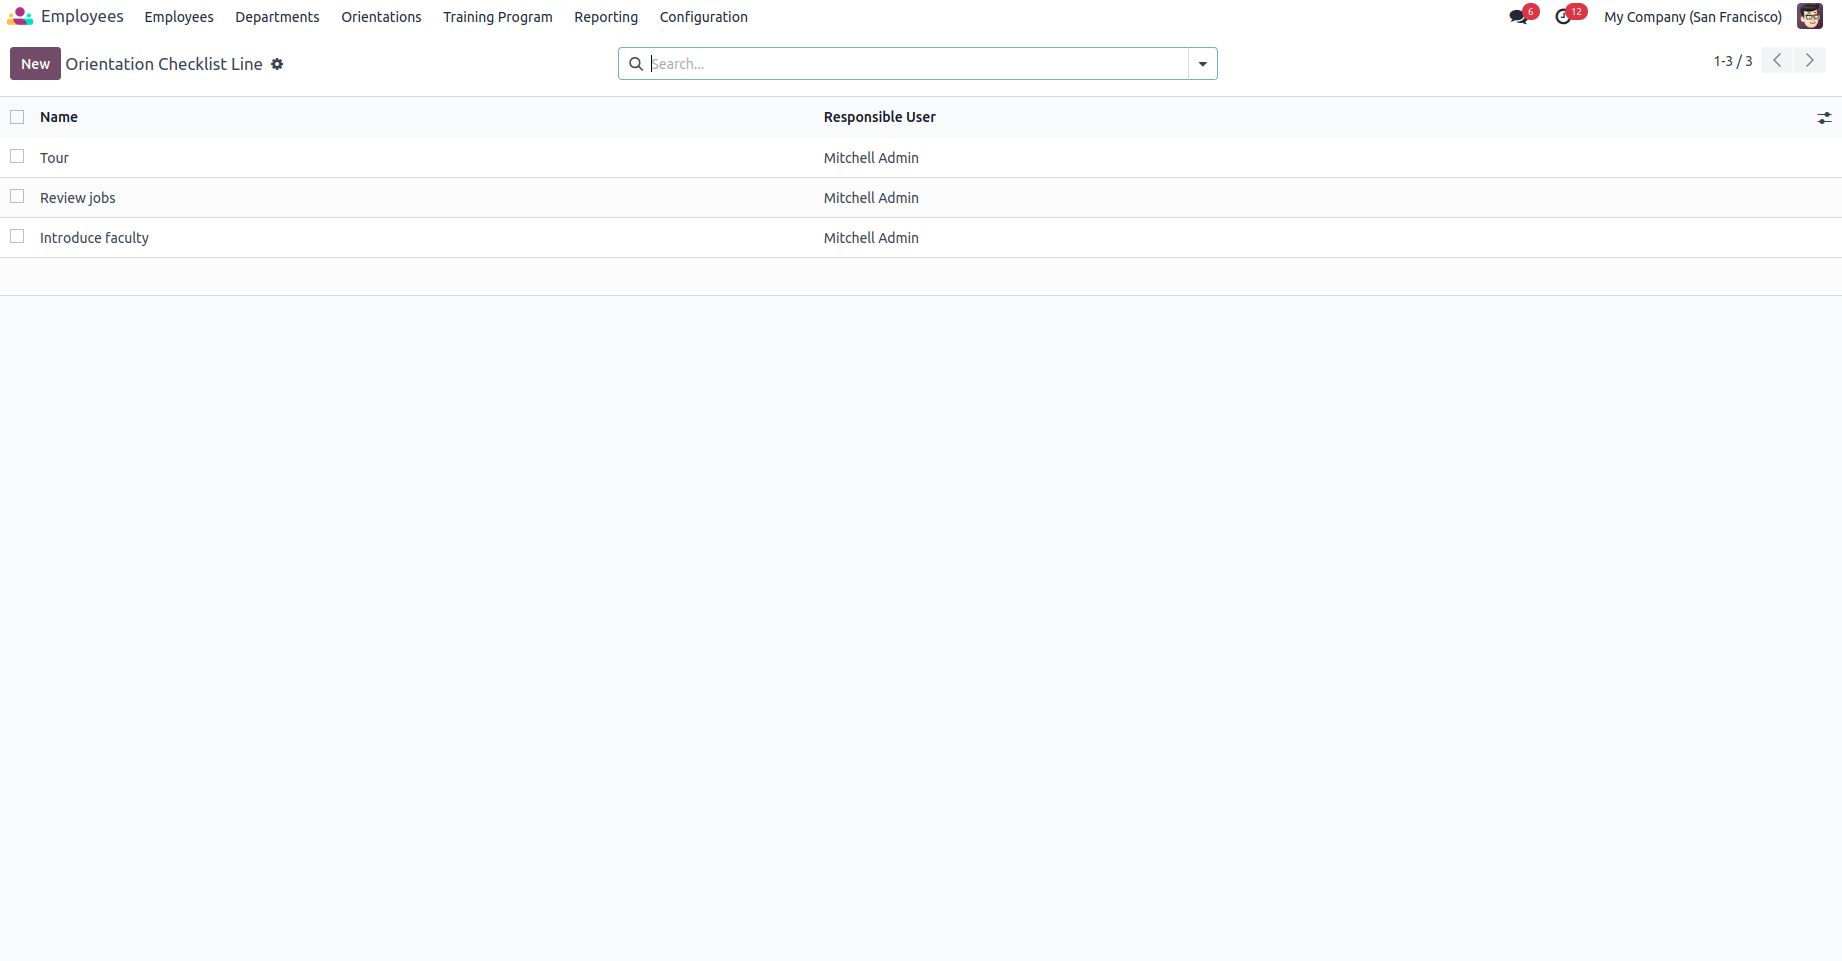 Employees Employees Departments Orientations Training Program Reporting Configuration 6 12 My Company (San Francisco)
New Orientation Checklist Line Search... 1-3 / 3
Name Responsible User
Tour Mitchell Admin
Review jobs Mitchell Admin
Introduce faculty Mitchell Admin